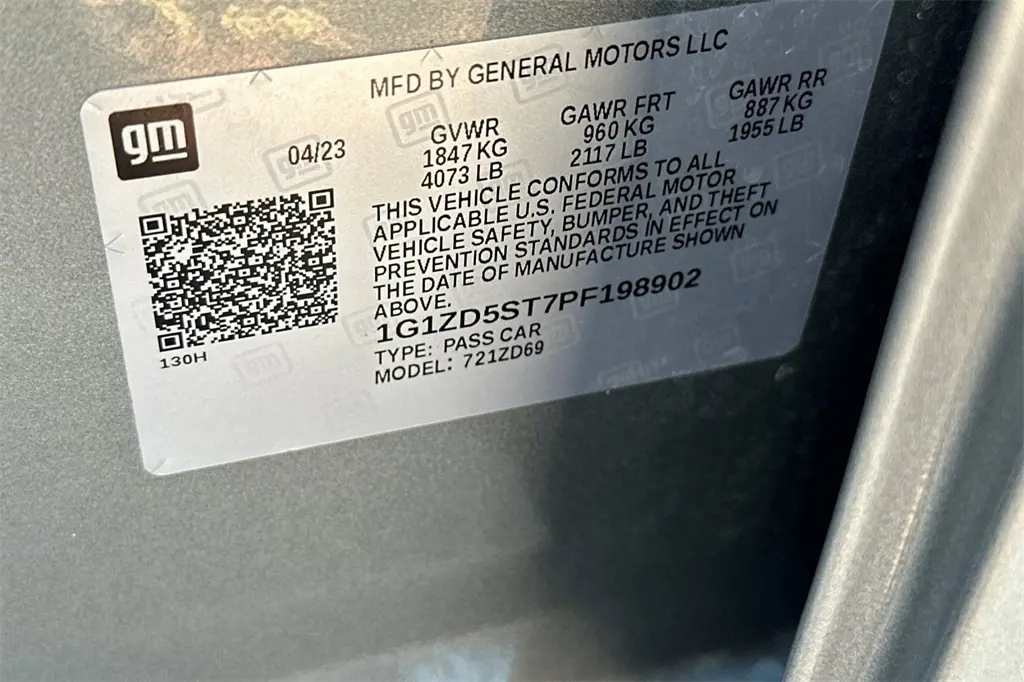 MFD BY GENERAL MOTORS LLC
gm
04/23
GVWR
1847 KG
4073 LB
GAWR FRT
960 KG
2117 LB
GAWR RR
887 KG
1955 LB
THIS VEHICLE CONFORMS TO ALL
APPLICABLE U.S. FEDERAL MOTOR
VEHICLE SAFETY, BUMPER, AND THEFT
PREVENTION STANDARDS IN EFFECT ON
THE DATE OF MANUFACTURE SHOWN
ABOVE.
1G1ZD5ST7PF198902
TYPE: PASS CAR
MODEL: 721ZD69
130H